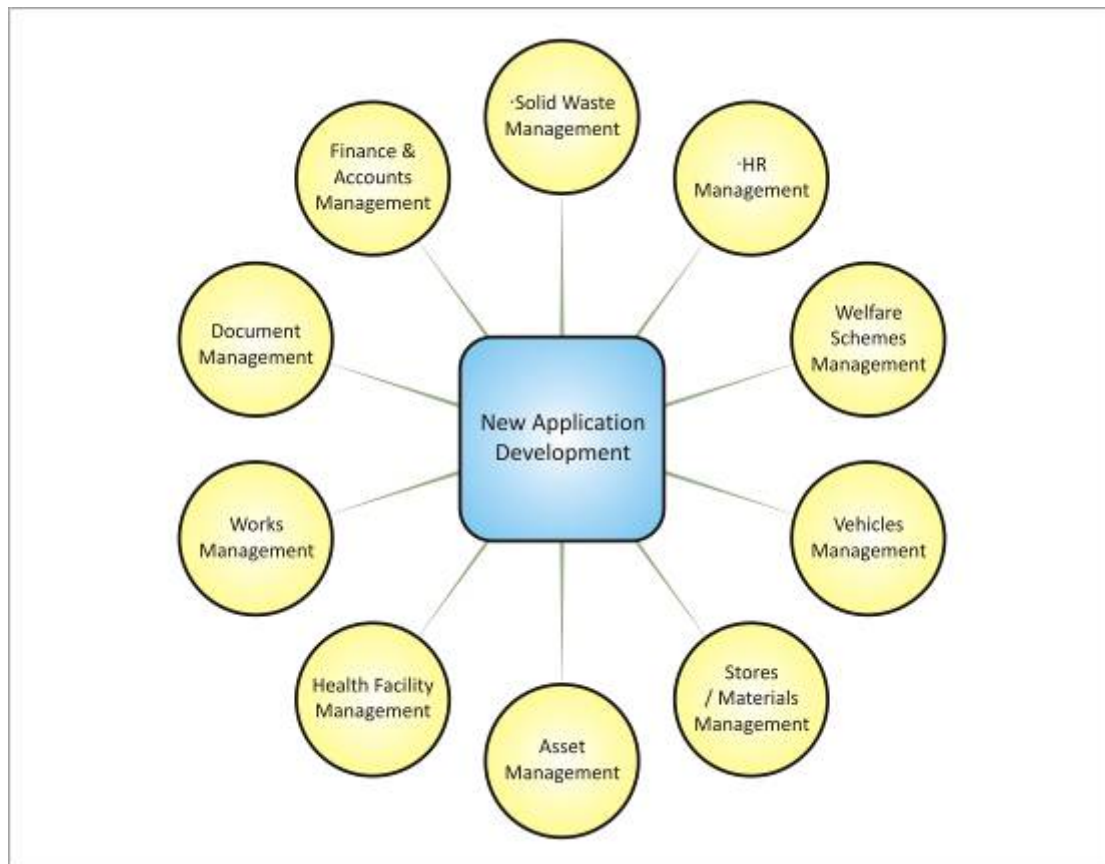 ·Solid Waste
Management
·HR
Management
Welfare
Schemes
Management
Vehicles
Management
Stores
/ Materials
Management
Asset
Management
Health Facility
Management
Works
Management
Document
Management
Finance &
Accounts
Management
New Application
Development